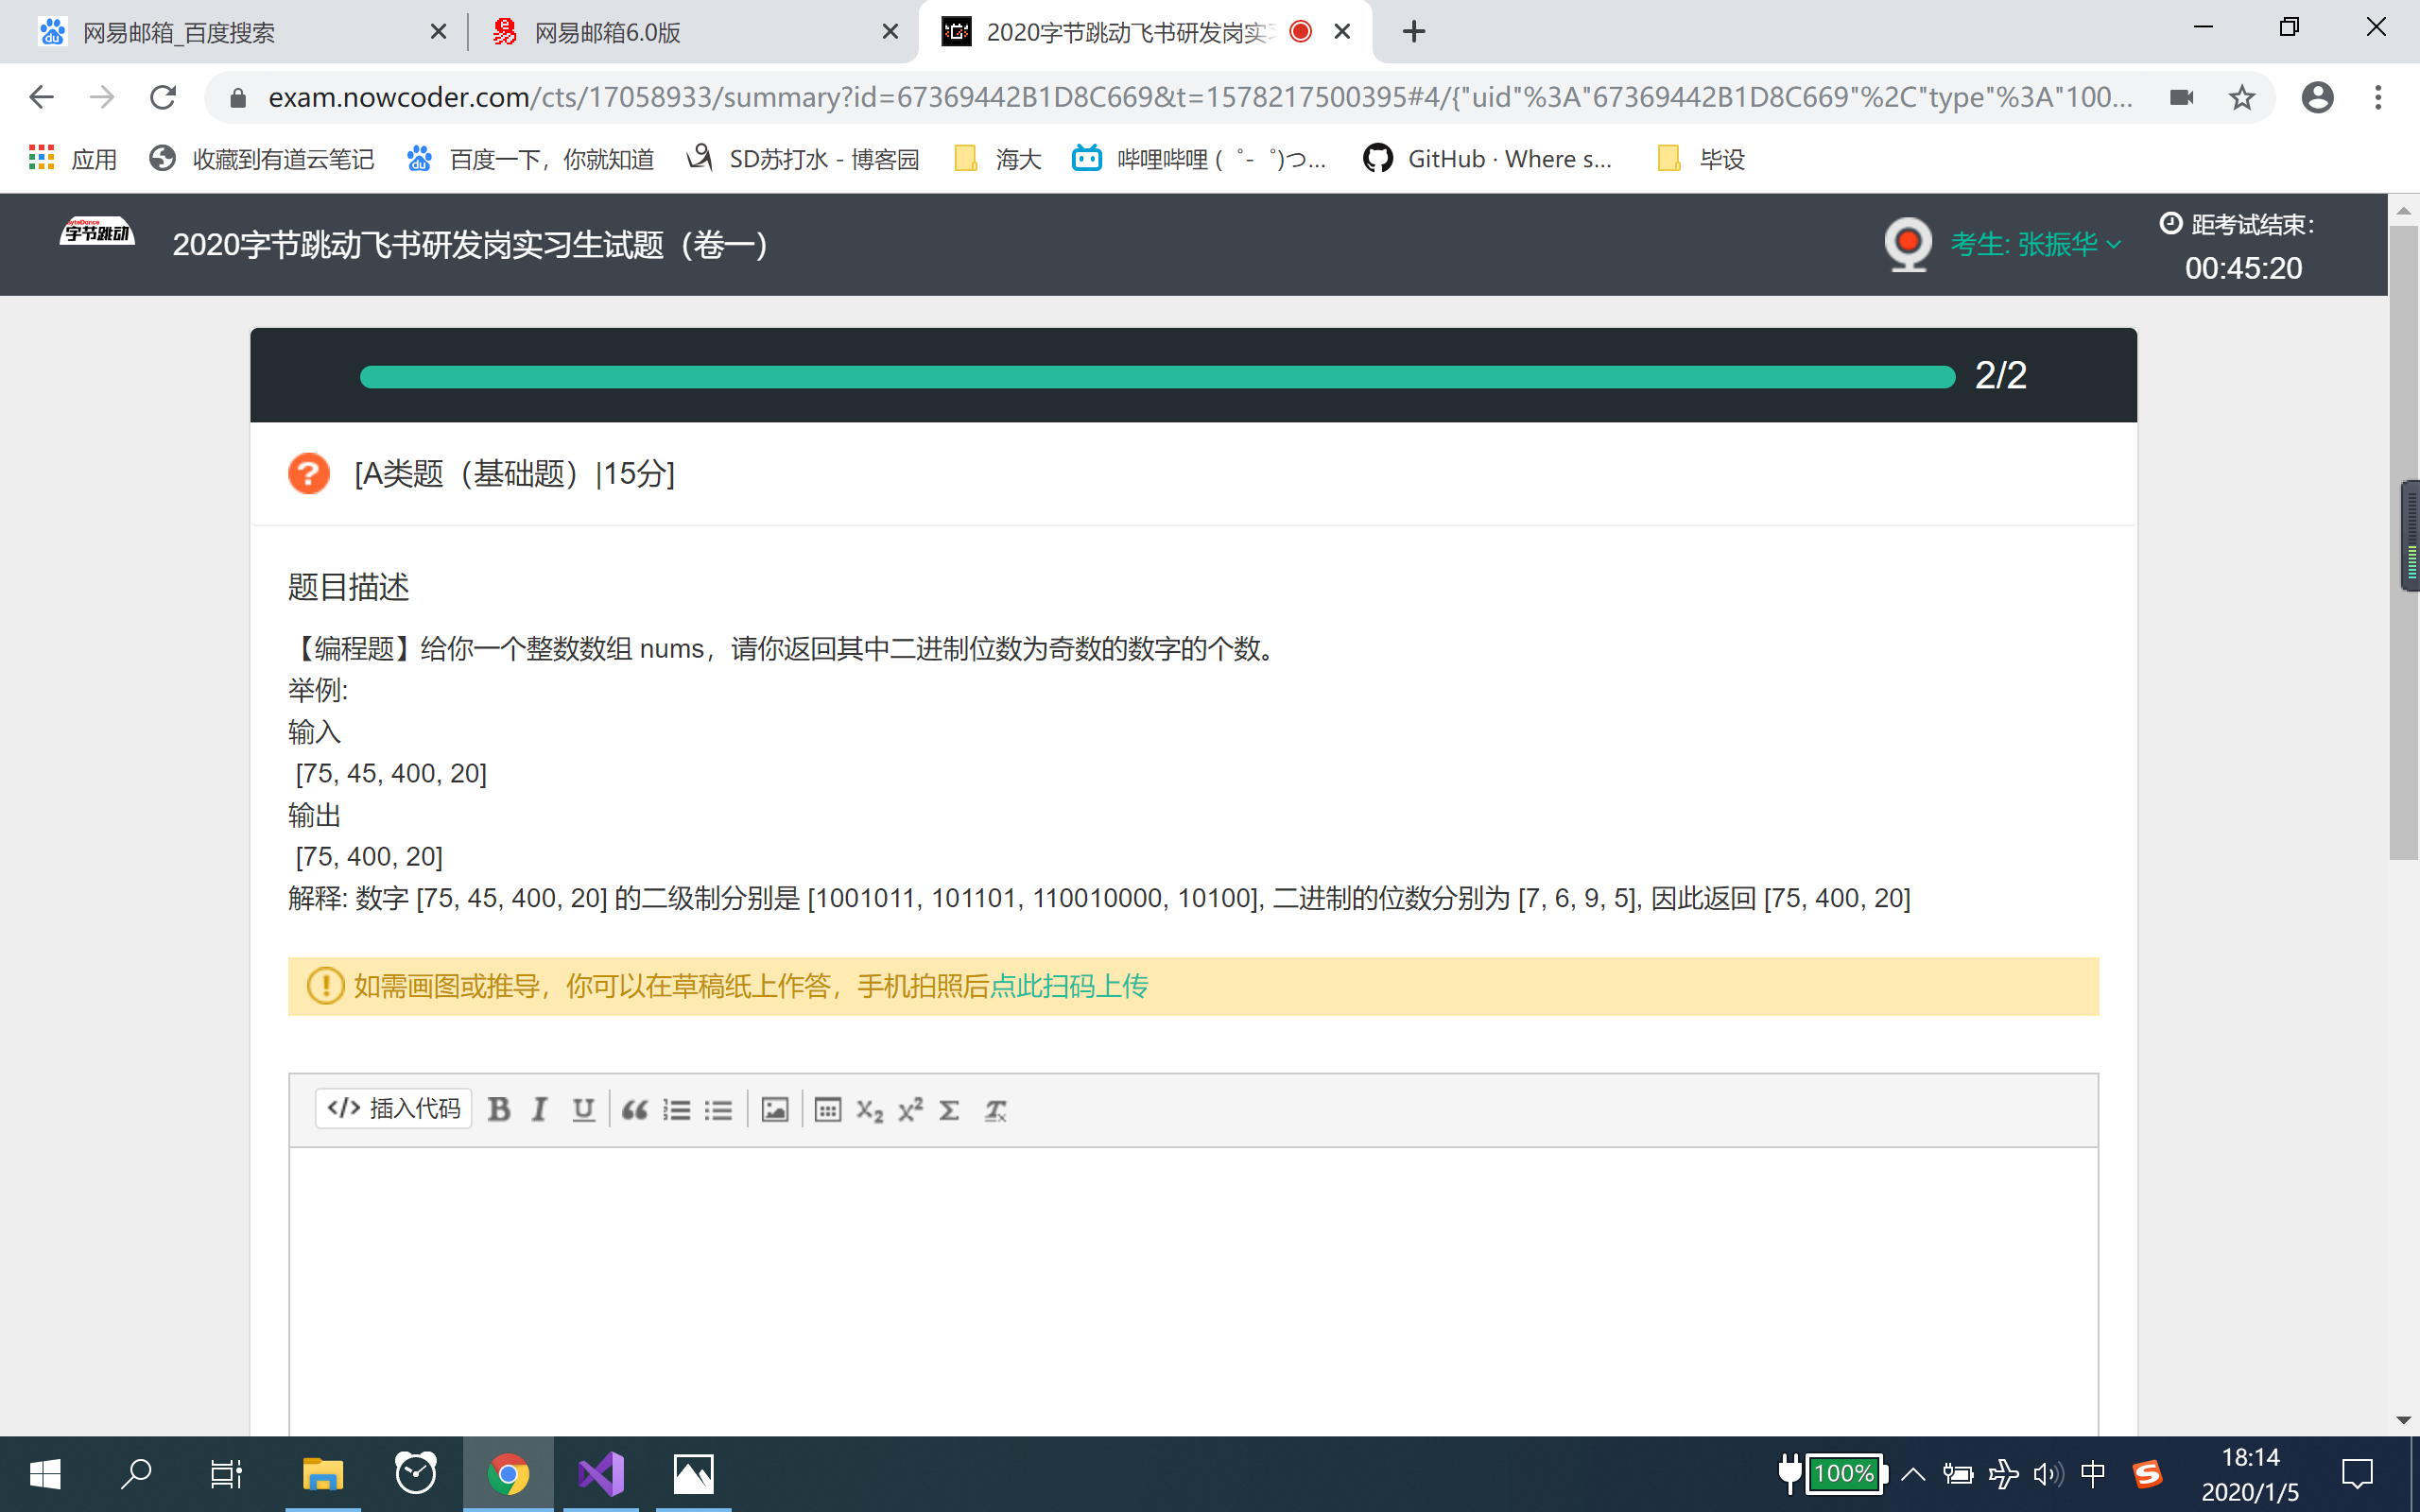 网易邮箱_百度搜索
网易邮箱6.0版
2020字节跳动飞书研发岗实习
exam.nowcoder.com/cts/17058933/summary?id=67369442B1D8C669&t=1578217500395#4/{"uid"%3A"67369442B1D8C669"%2C"type"%3A"100...
应用
收藏到有道云笔记
百度一下，你就知道
SD苏打水 - 博客园
海大
哔哩哔哩 (゜-゜)つ...
GitHub · Where s...
毕设
ByteDance
字节跳动
2020字节跳动飞书研发岗实习生试题（卷一）
考生: 张振华
距考试结束:
00:45:20
2/2
[A类题（基础题）|15分]
题目描述
【编程题】给你一个整数数组 nums，请你返回其中二进制位数为奇数的数字的个数。
举例:
输入
[75, 45, 400, 20]
输出
[75, 400, 20]
解释: 数字 [75, 45, 400, 20] 的二级制分别是 [1001011, 101101, 110010000, 10100], 二进制的位数分别为 [7, 6, 9, 5], 因此返回 [75, 400, 20]
如需画图或推导，你可以在草稿纸上作答，手机拍照后点此扫码上传
</> 插入代码
100%
中
18:14
2020/1/5